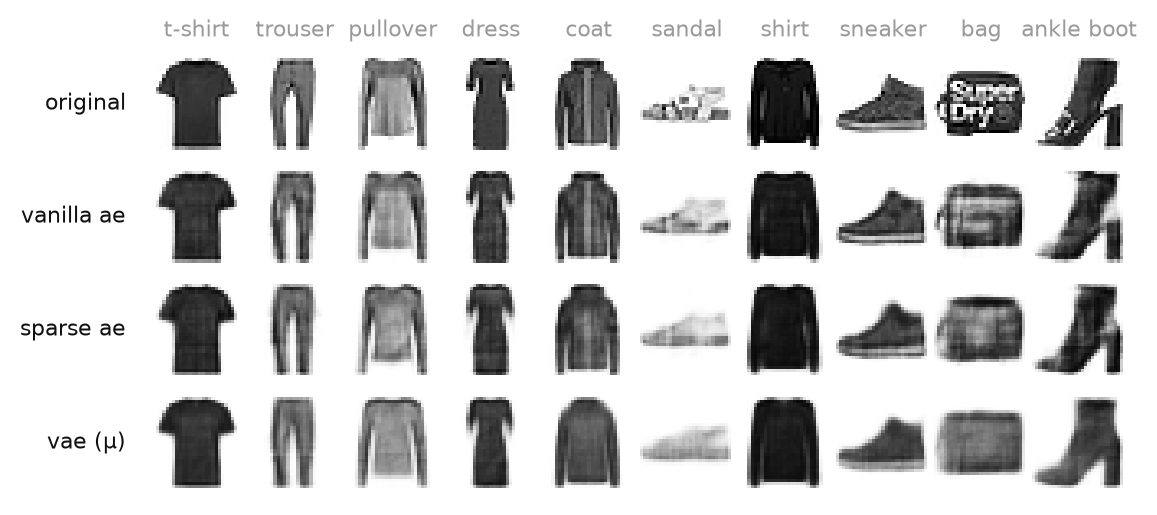 t-shirt trouser pullover dress coat sandal shirt sneaker bag ankle boot
original
Super
Dry
vanilla ae
sparse ae
vae (μ)